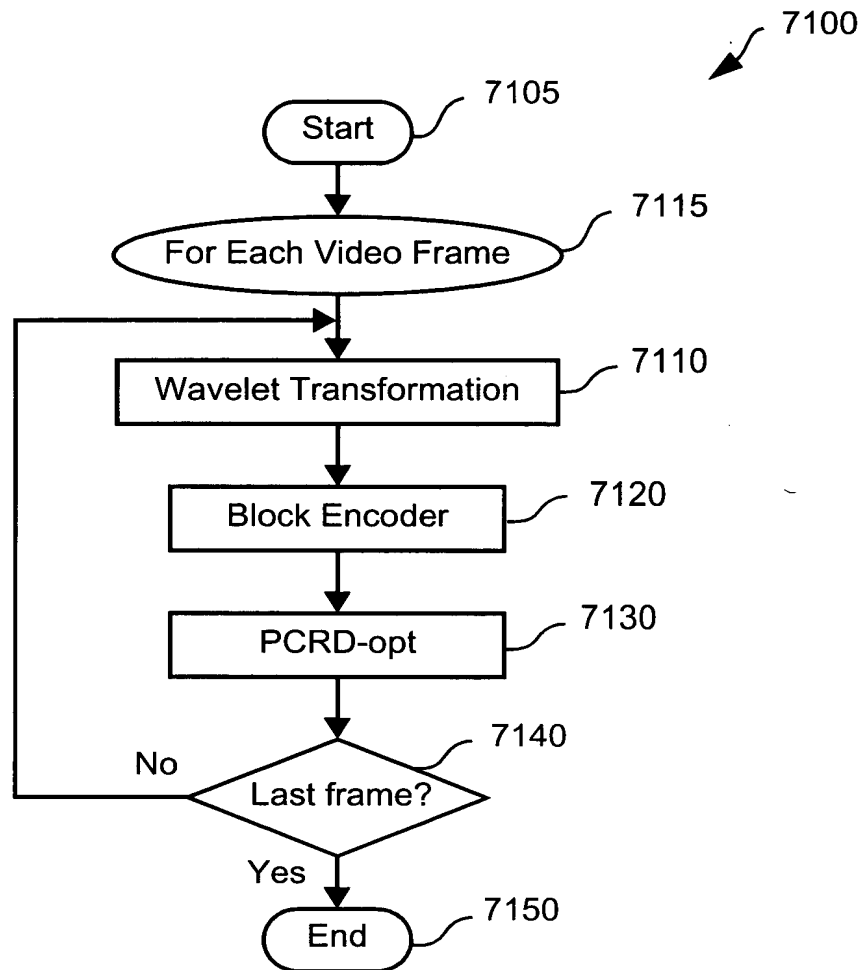 7100
7105
Start
7115
For Each Video Frame
7110
Wavelet Transformation
7120
Block Encoder
7130
PCRD-opt
7140
No
Last frame?
Yes
7150
End